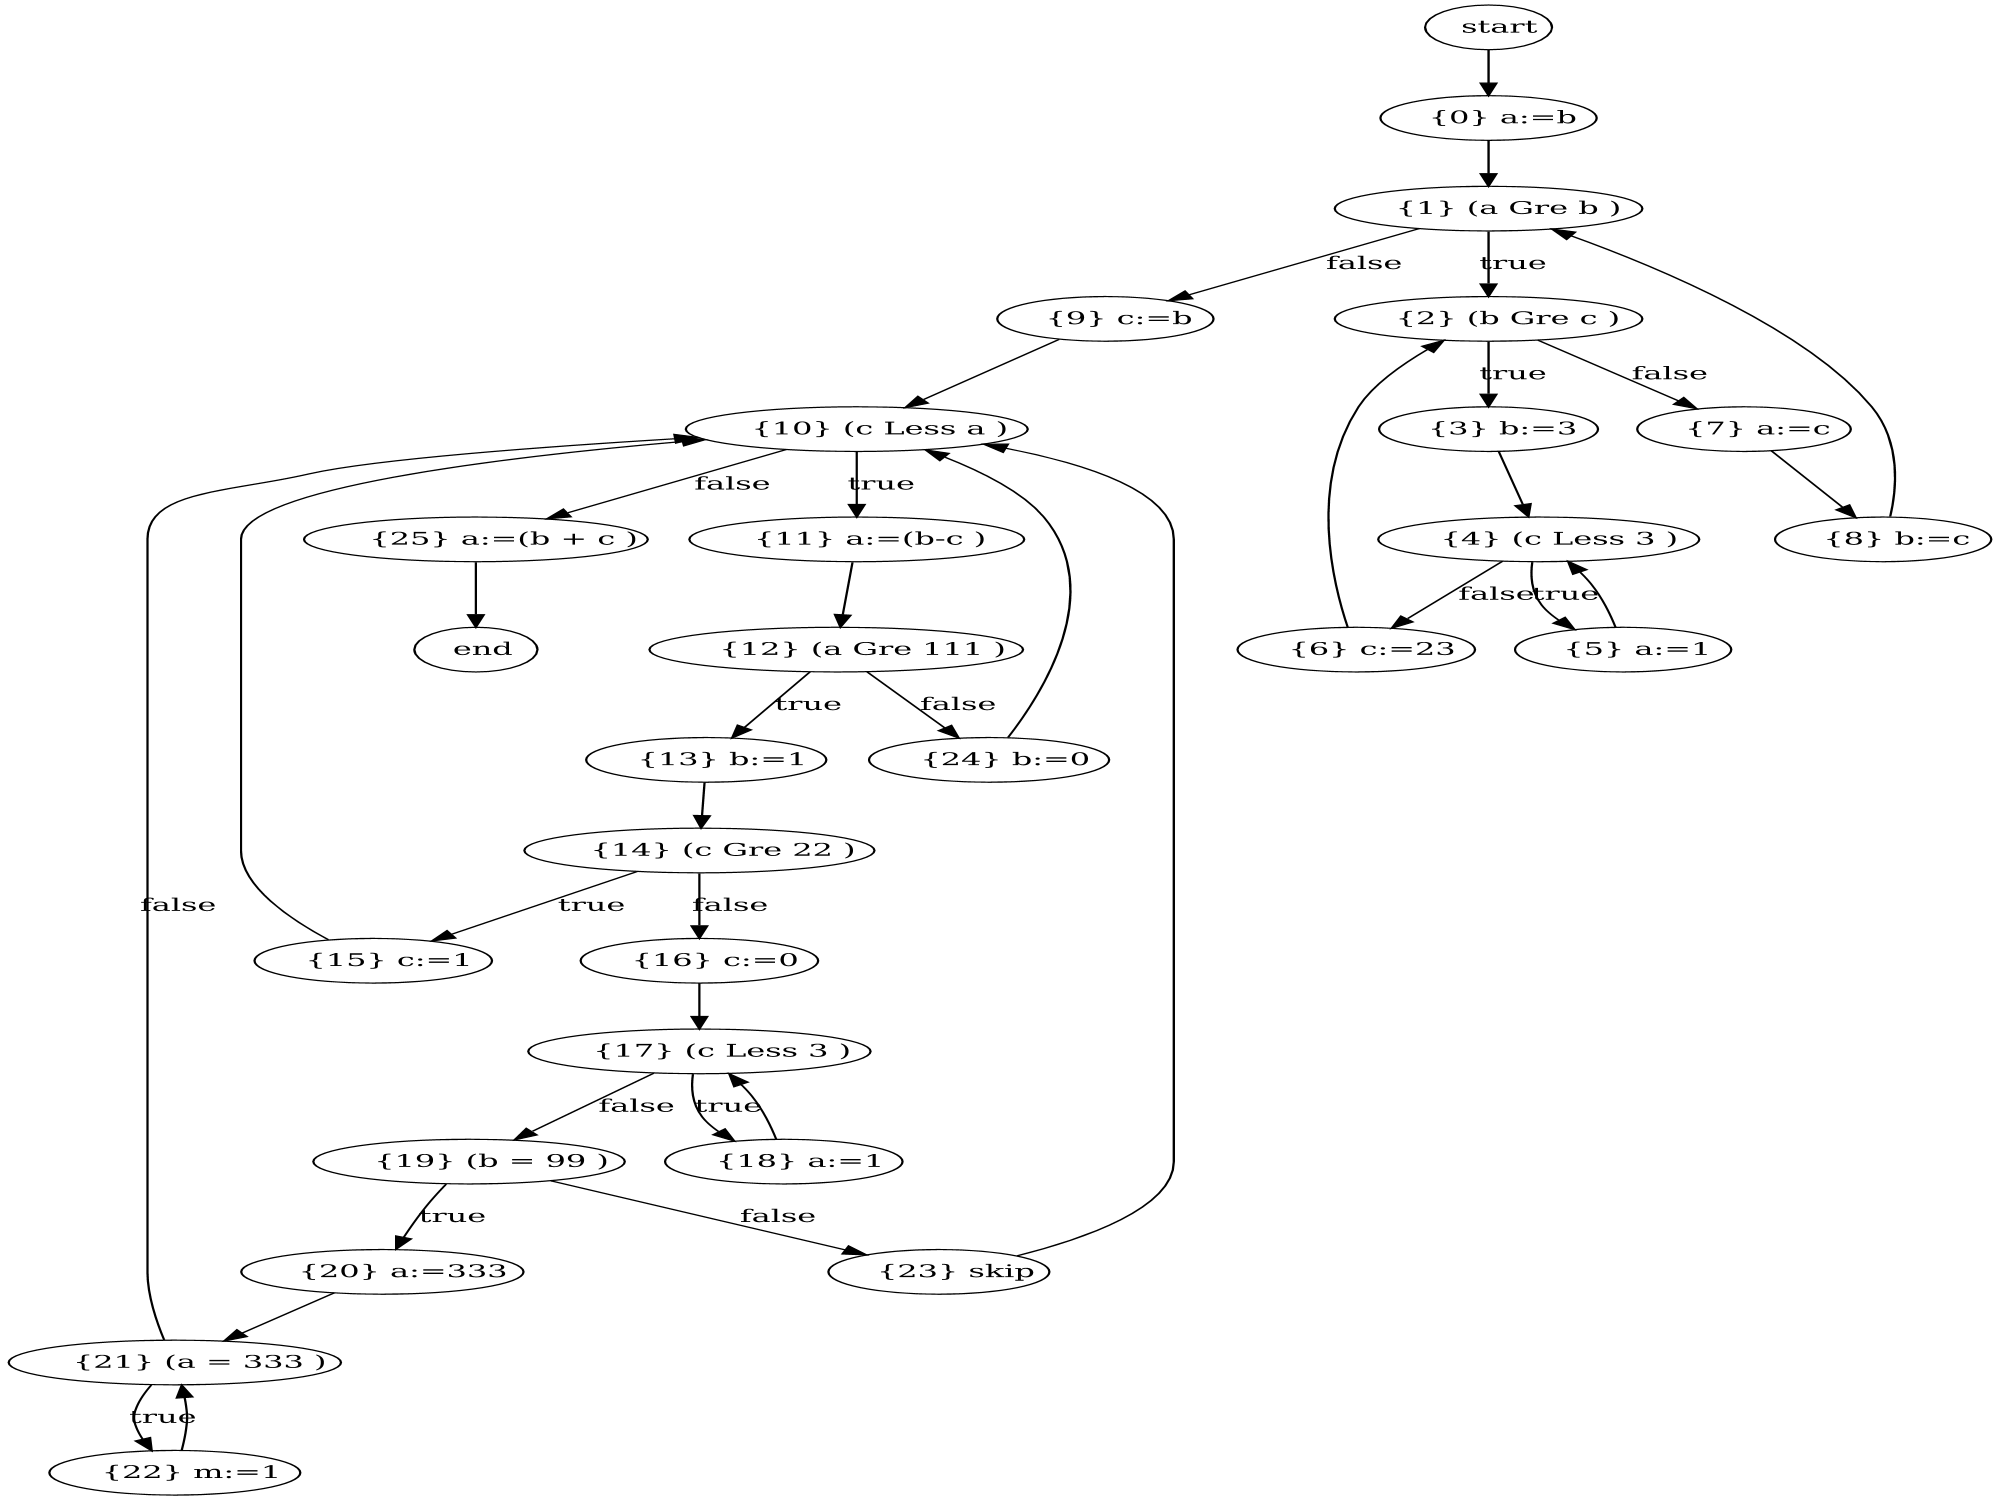 start
{0} a:=b
{1} (a Gre b )
false
true
{9} c:=b
{2} (b Gre c )
true
false
{10} (c Less a )
{3} b:=3
{7} a:=c
false
true
{25} a:=(b + c )
{11} a:=(b-c )
{4} (c Less 3 )
{8} b:=c
false
true
end
{12} (a Gre 111 )
{6} c:=23
{5} a:=1
true
false
{13} b:=1
{24} b:=0
{14} (c Gre 22 )
false
true
false
{15} c:=1
{16} c:=0
{17} (c Less 3 )
false
true
{19} (b = 99 )
{18} a:=1
true
false
{20} a:=333
{23} skip
{21} (a = 333 )
true
{22} m:=1